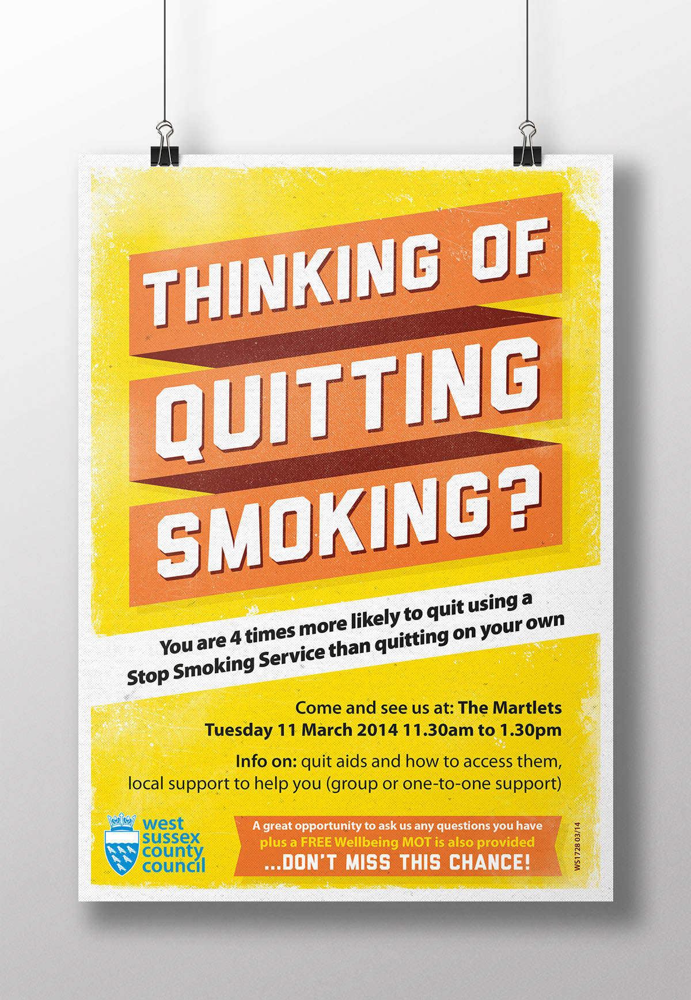 THINKING OF
QUITTING
SMOKING?
You are 4 times more likely to quit using a
Stop Smoking Service than quitting on your own
Come and see us at: The Martlets
Tuesday 11 March 2014 11.30am to 1.30pm
Info on: quit aids and how to access them,
local support to help you (group or one-to-one support)
west
sussex
county
council
A great opportunity to ask us any questions you have
plus a FREE Wellbeing MOT is also provided
...DON'T MISS THIS CHANCE!
WS1728 03/14